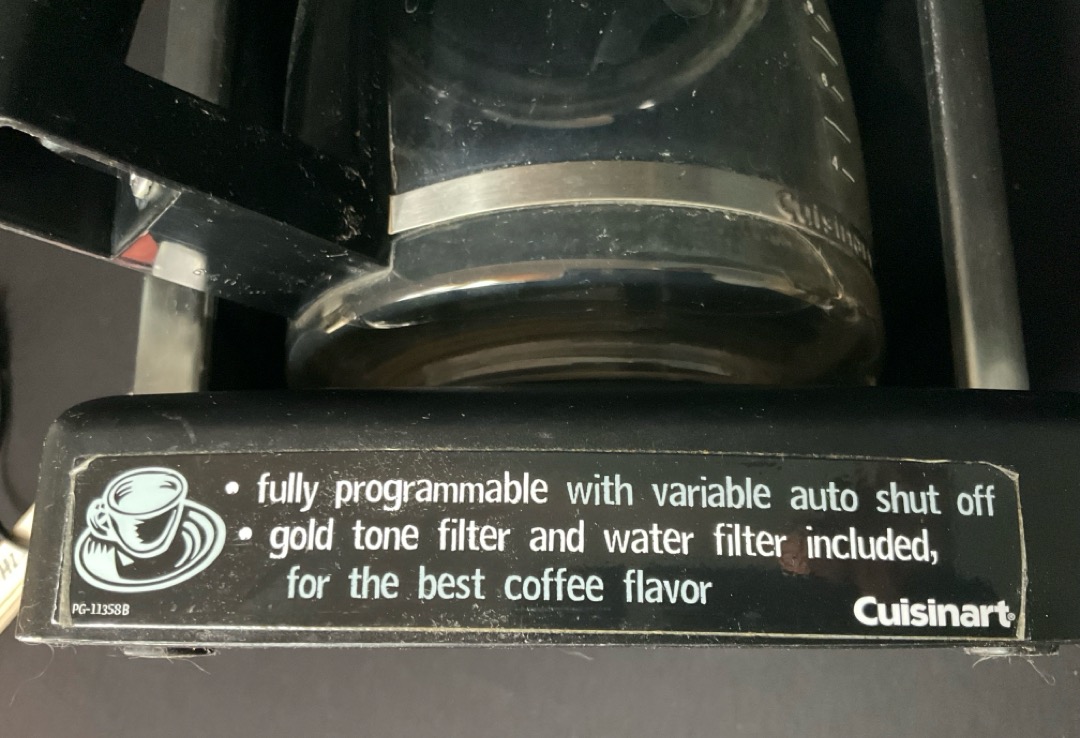 Cuisinart
• fully programmable with variable auto shut off
• gold tone filter and water filter included,
for the best coffee flavor
PG-11358B
Cuisinart®